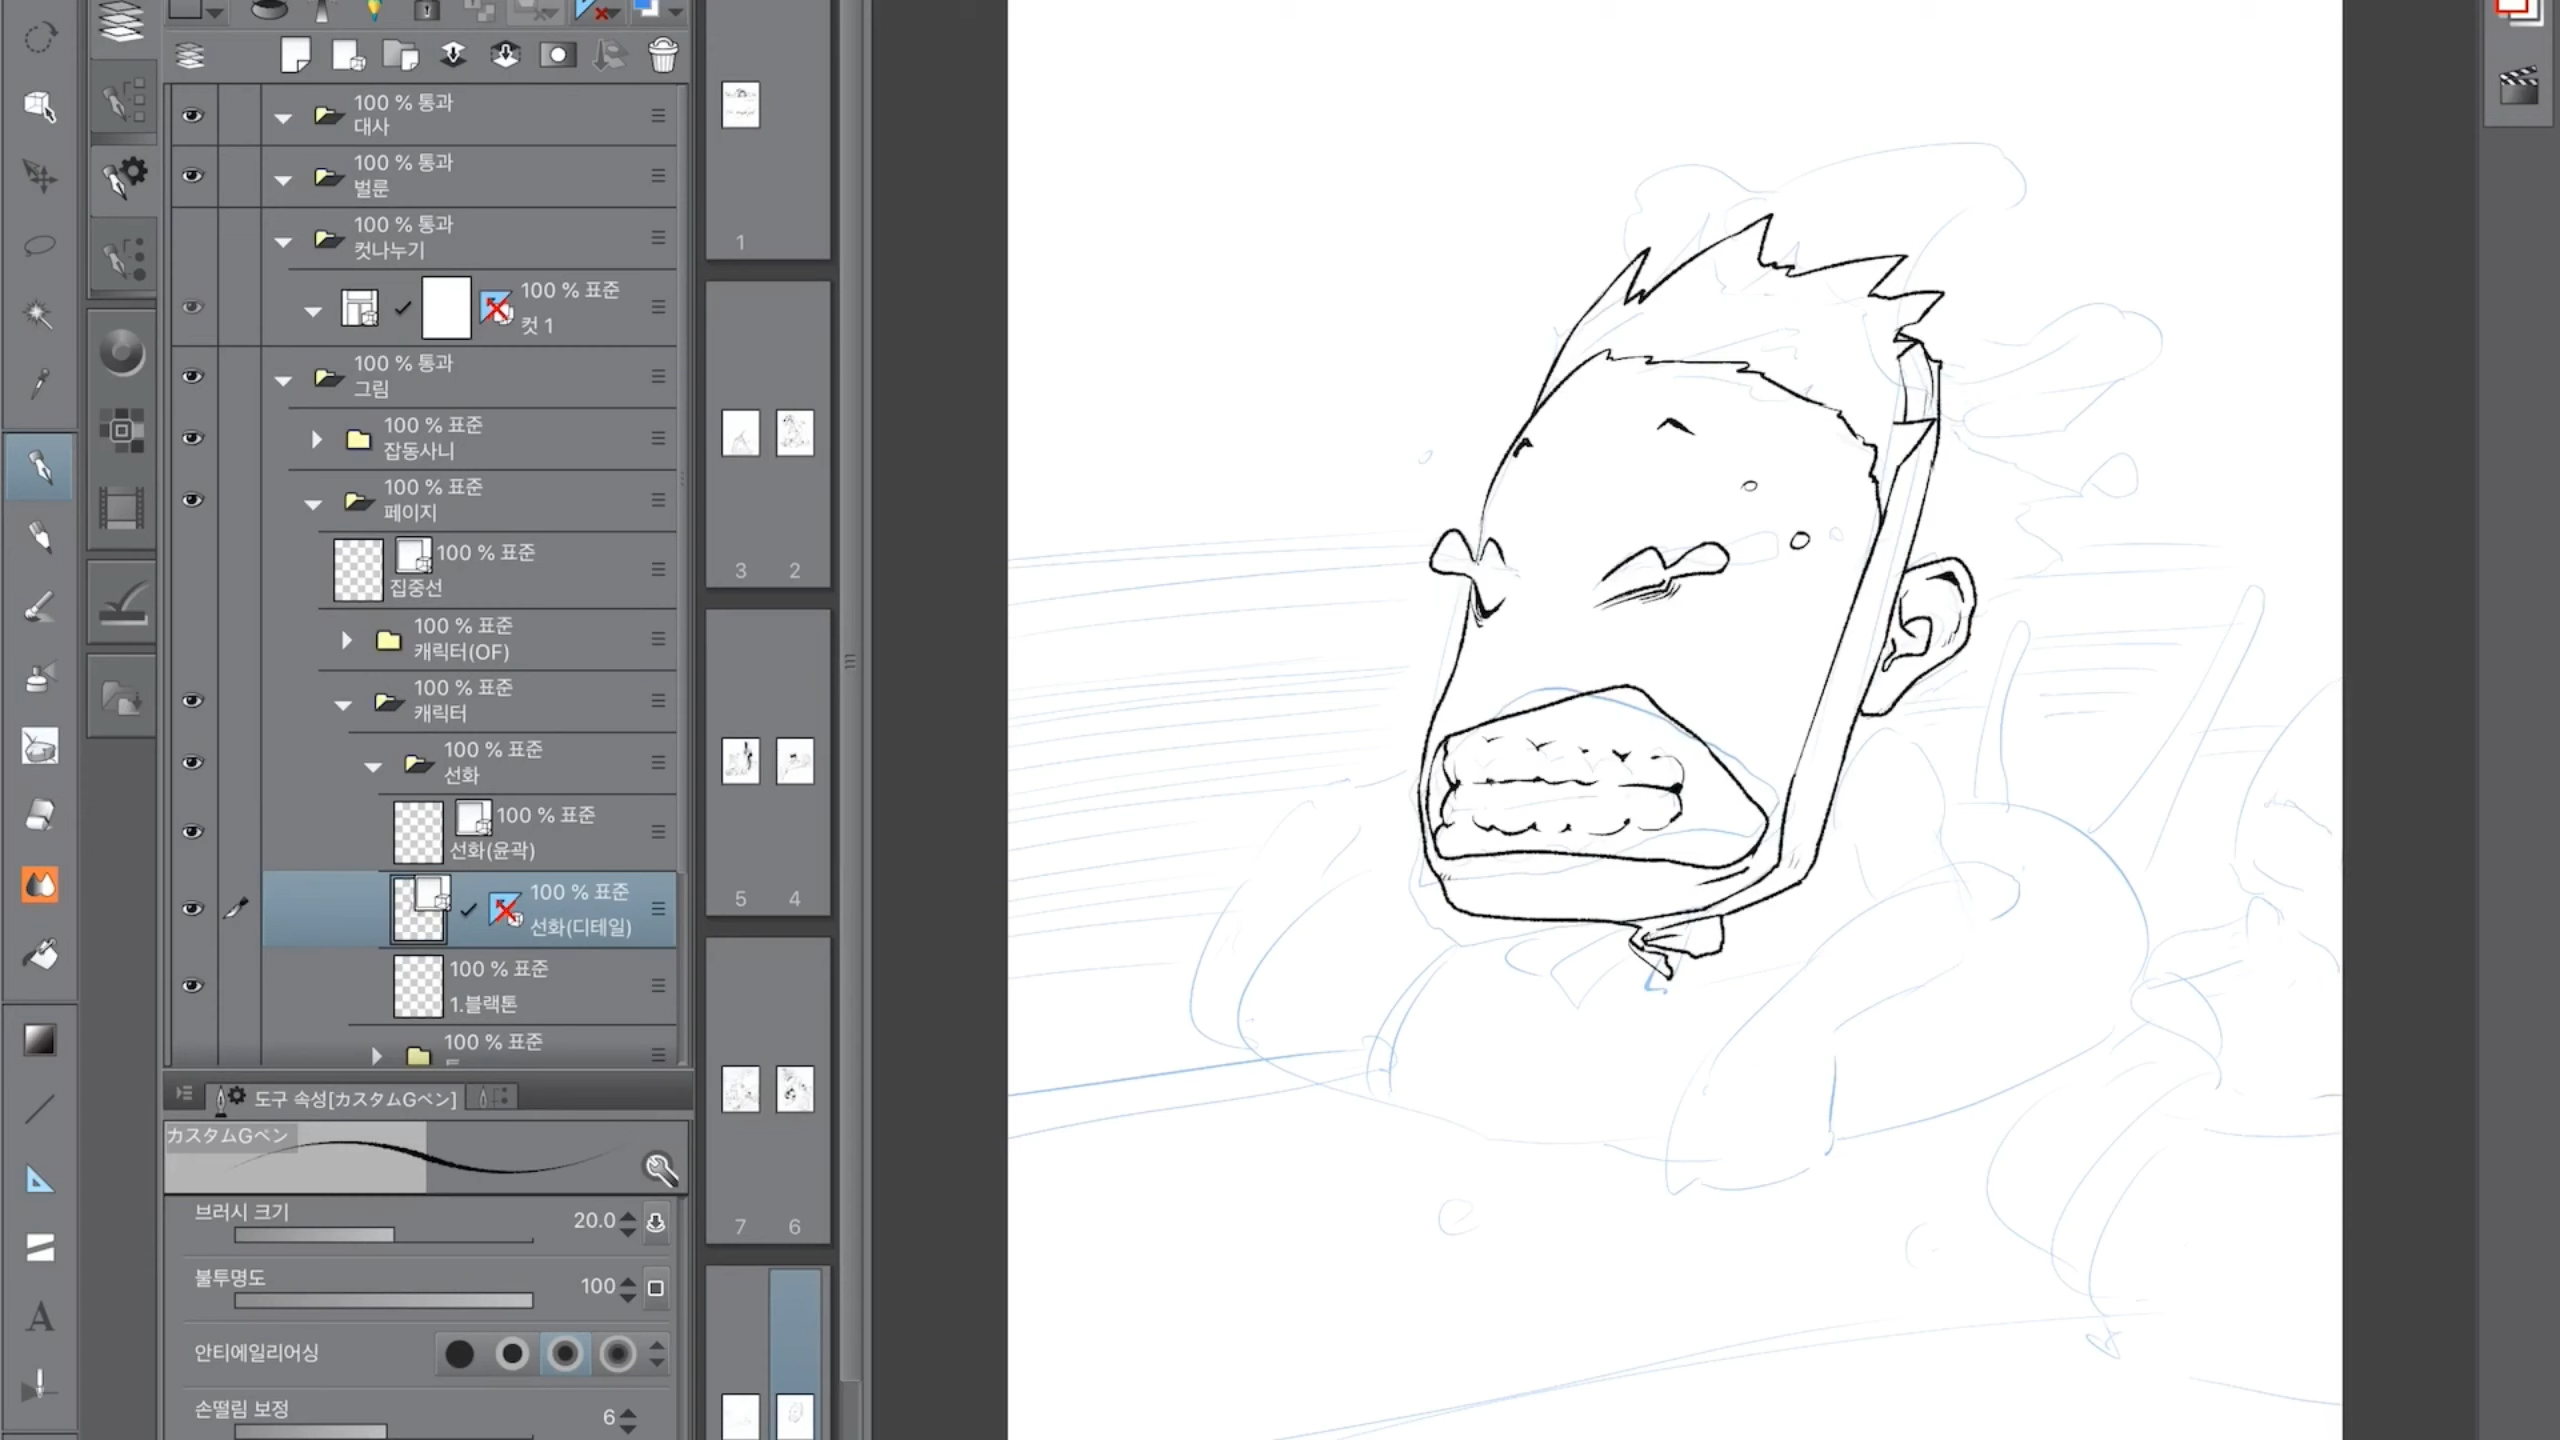 100 % 통과
대사
100 % 통과
벌룬
100 % 통과
컷나누기
100 % 표준
컷 1
100 % 통과
그림
100 % 표준
잡동사니
100 % 표준
페이지
100 % 표준
집중선
100 % 표준
캐릭터(OF)
100 % 표준
캐릭터
100 % 표준
선화
100 % 표준
선화(윤곽)
100 % 표준
선화(디테일)
100 % 표준
1.블랙톤
100 % 표준
도구 속성[カスタムGペン]
カスタムGペン
브러시 크기 20.0
불투명도 100
안티에일리어싱
손떨림 보정 6
A
1
3 2
5 4
7 6